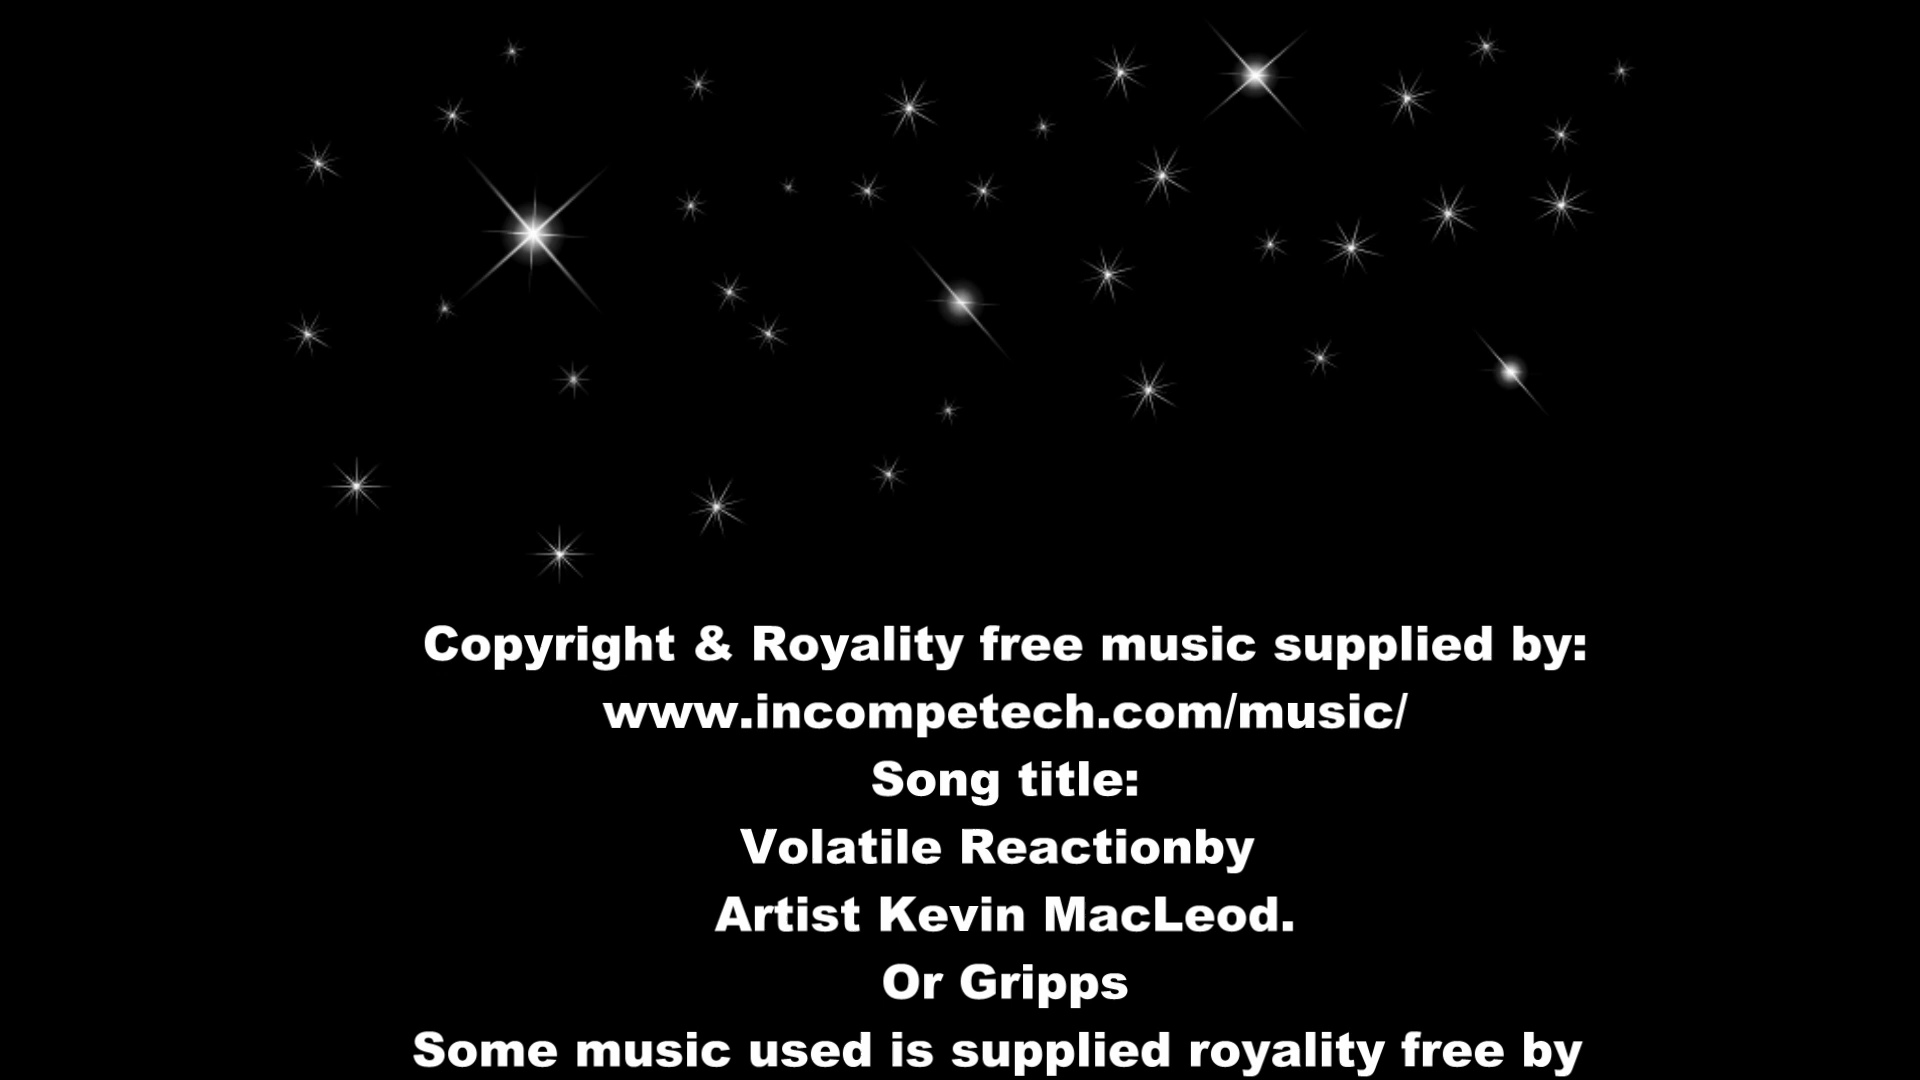 Copyright & Royality free music supplied by:
www.incompetech.com/music/
Song title:
Volatile Reactionby
Artist Kevin MacLeod.
Or Gripps
Some music used is supplied royality free by